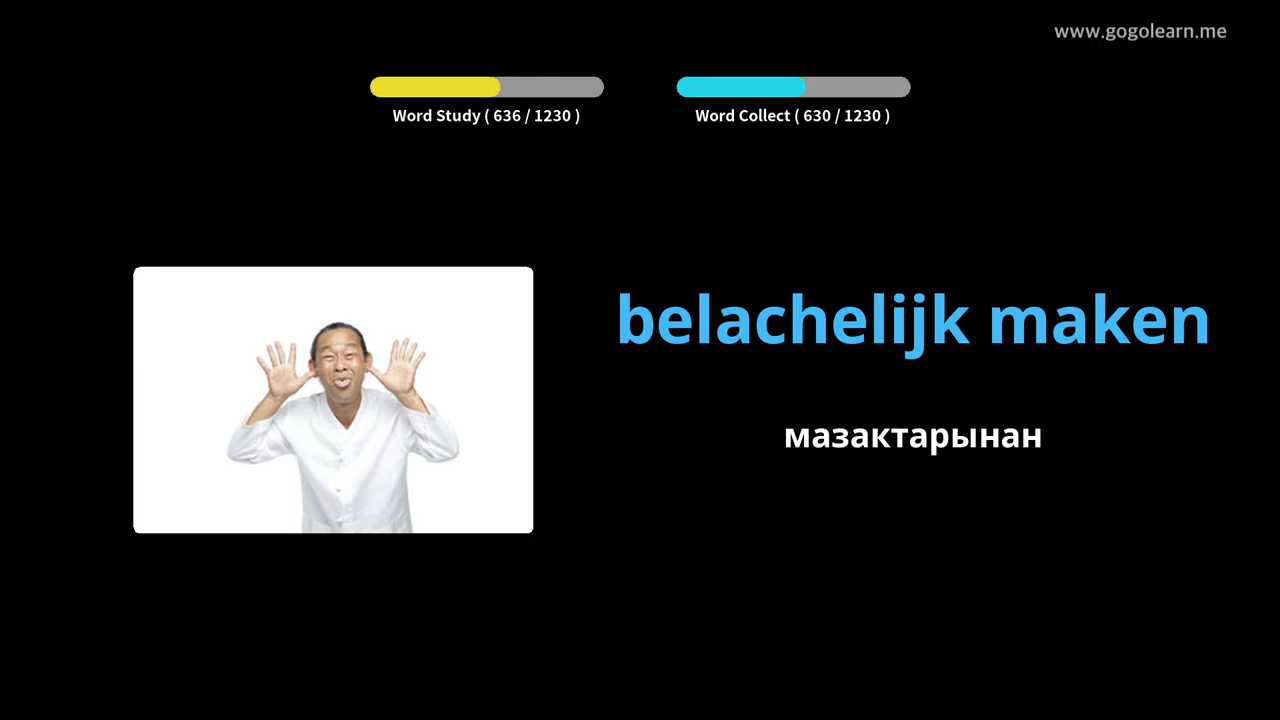 www.gogolearn.me
Word Study ( 636 / 1230 )
Word Collect ( 630 / 1230 )
belachelijk maken
мазактарынан